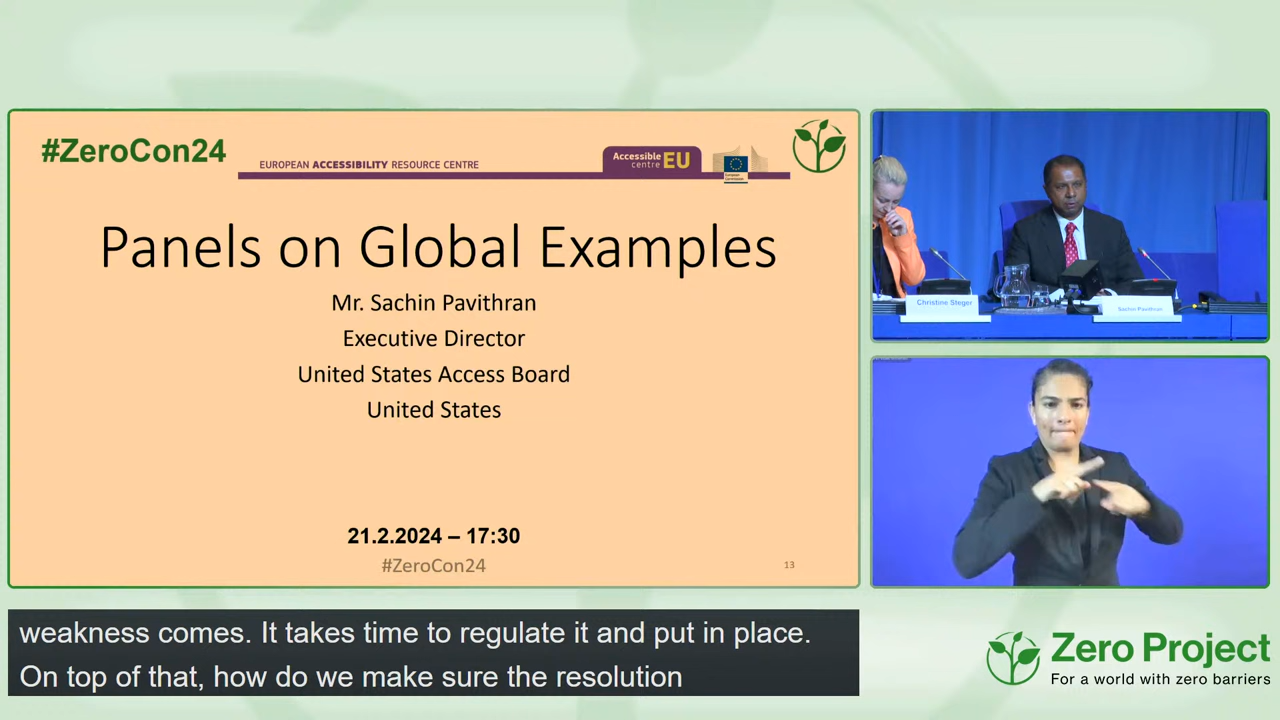 #ZeroCon24
EUROPEAN ACCESSIBILITY RESOURCE CENTRE
Accessible
centre EU
European
Commission
Panels on Global Examples
Mr. Sachin Pavithran
Executive Director
United States Access Board
United States
21.2.2024 – 17:30
#ZeroCon24
13
Christine Steger
Sachin Pavithran
weakness comes. It takes time to regulate it and put in place.
On top of that, how do we make sure the resolution
Zero Project
For a world with zero barriers